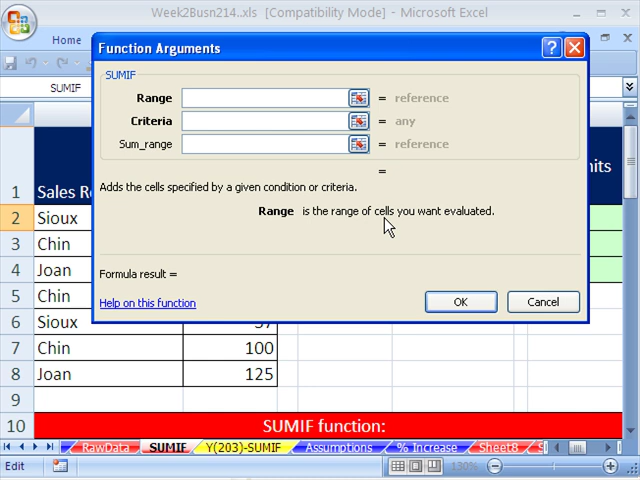 Week2Busn214..xls [Compatibility Mode] - Microsoft Excel
Home
SUMIF
Function Arguments
SUMIF
Range = reference
Criteria = any
Sum_range = reference
=
Adds the cells specified by a given condition or criteria.
Range is the range of cells you want evaluated.
Formula result =
Help on this function
OK
Cancel
1 Sales R
2 Sioux
3 Chin
4 Joan
5 Chin
6 Sioux
7 Chin 100
8 Joan 125
9
10 SUMIF function:
RawData SUMIF Y(203)-SUMIF Assumptions % Increase Sheet8
Edit 130%